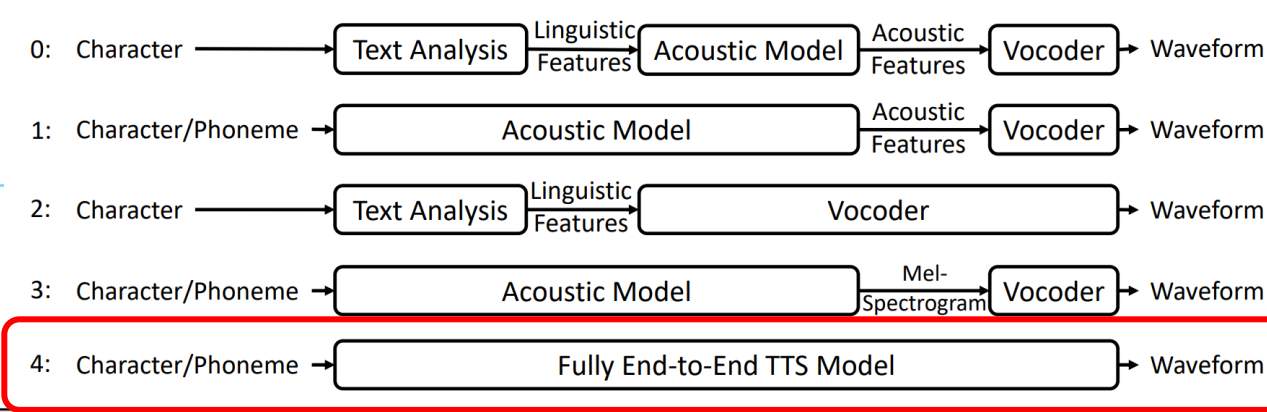 0: Character Text Analysis Linguistic Features Acoustic Model Acoustic Features Vocoder Waveform
1: Character/Phoneme Acoustic Model Acoustic Features Vocoder Waveform
2: Character Text Analysis Linguistic Features Vocoder Waveform
3: Character/Phoneme Acoustic Model Mel-Spectrogram Vocoder Waveform
4: Character/Phoneme Fully End-to-End TTS Model Waveform